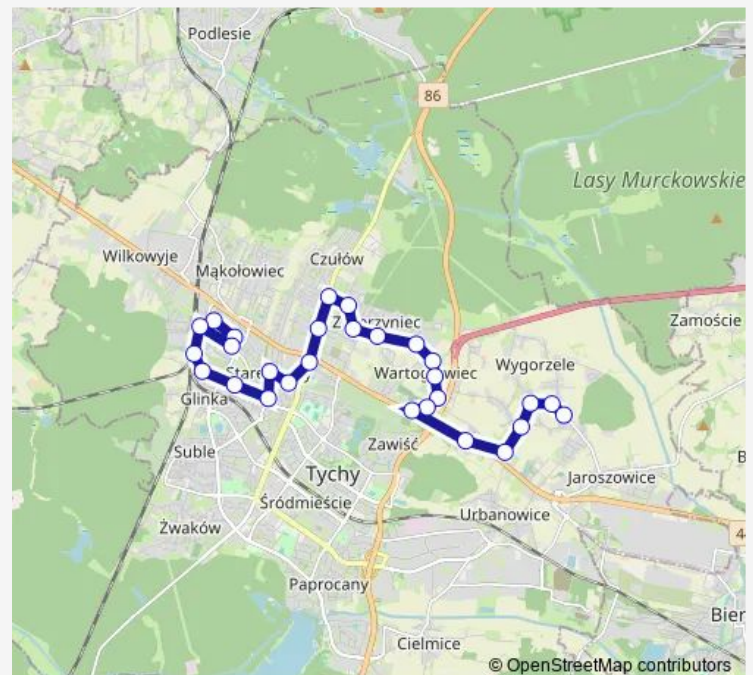 Podlesie
86
Lasy Murckowskie
Wilkowyje
Czułów
Mąkołowiec
Zamoście
Wygorzele
Glinka
Zawiść
Suble
Tychy
Jaroszowice
Śródmieście
Urbanowice
Żwaków
Paprocany
Cielmice
© OpenStreetMap contributors